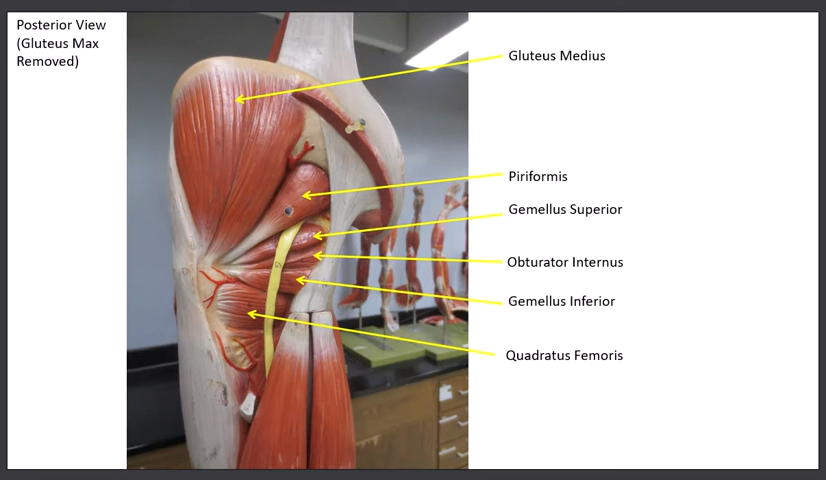 Posterior View
(Gluteus Max
Removed)
Gluteus Medius
Piriformis
Gemellus Superior
Obturator Internus
Gemellus Inferior
Quadratus Femoris